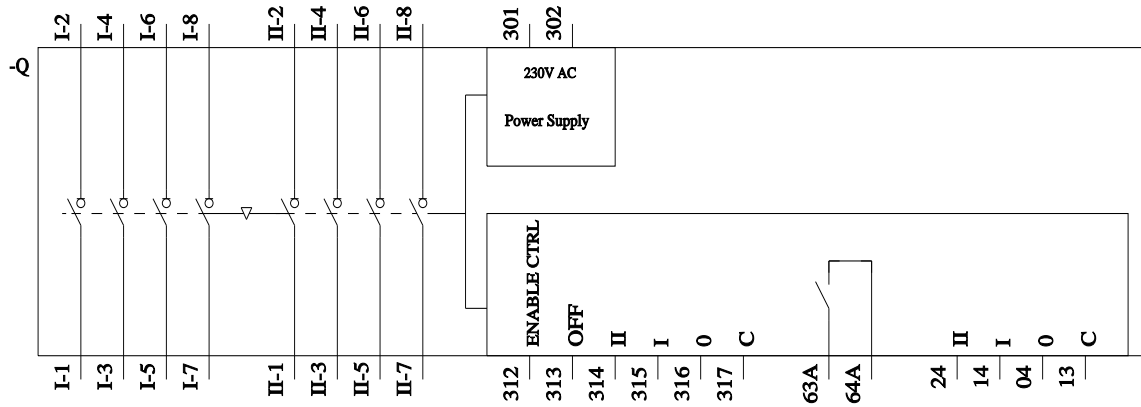 I-2
I-4
I-6
I-8
II-2
II-4
II-6
II-8
301
302
-Q
230V AC
Power Supply
ENABLE CTRL
OFF
II
I
0
C
II
I
0
C
I-1
I-3
I-5
I-7
II-1
II-3
II-5
II-7
312
313
314
315
316
317
63A
64A
24
14
04
13